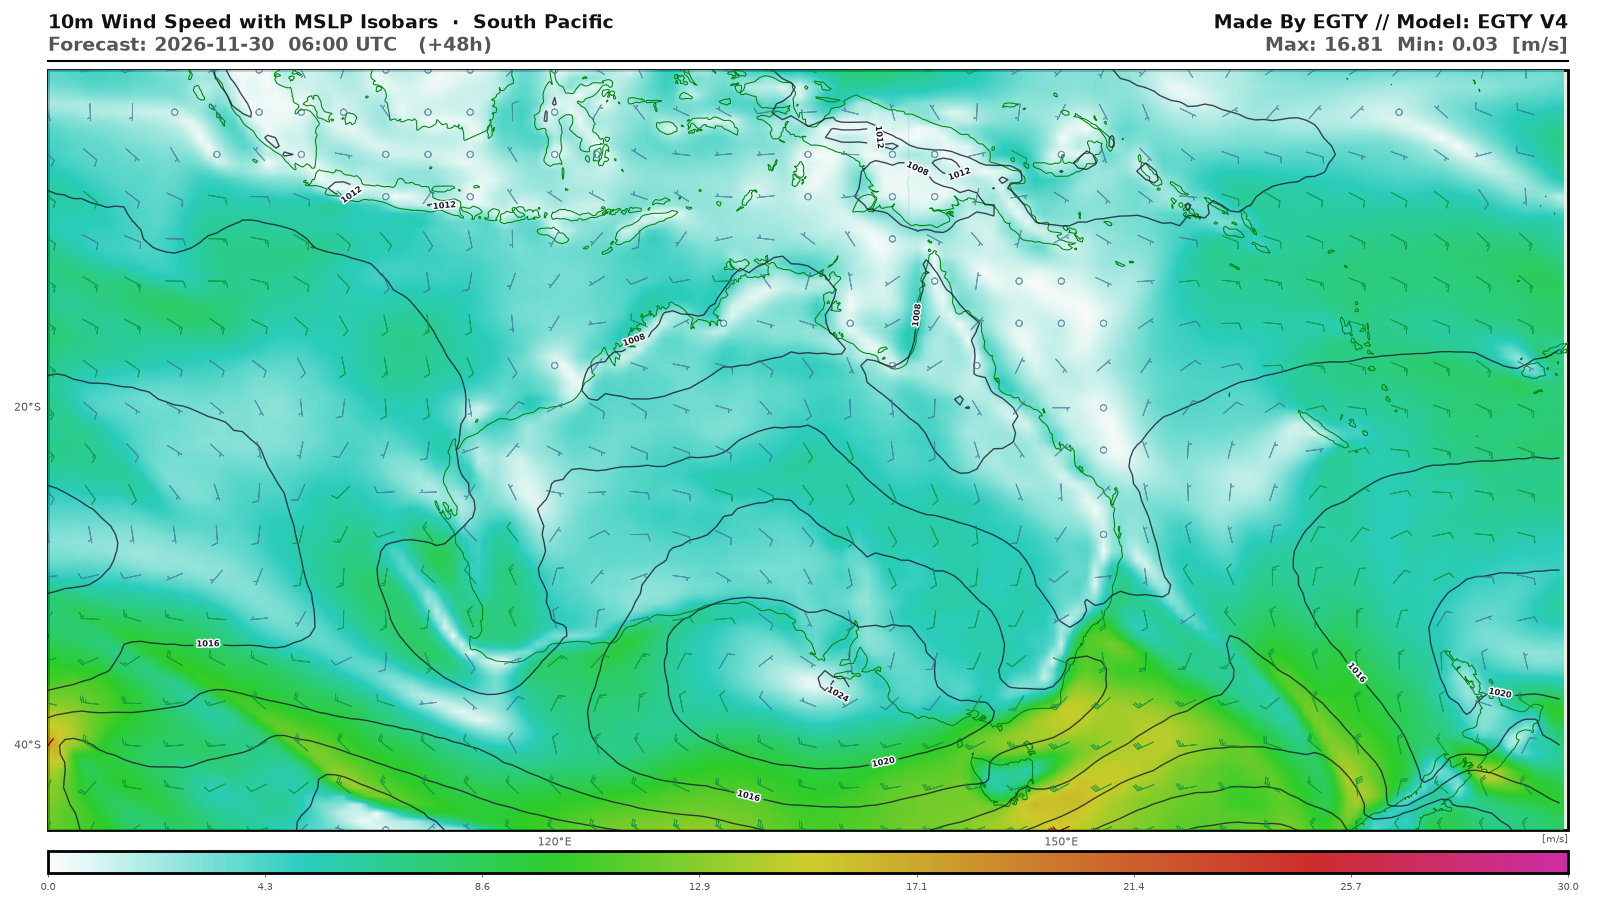 10m Wind Speed with MSLP Isobars · South Pacific
Made By EGTY // Model: EGTY V4
Forecast: 2026-11-30 06:00 UTC (+48h)
Max: 16.81 Min: 0.03 [m/s]
1012
1008
1012
1012
1012
1008
1008
20°S
1016
1016
1024
1020
40°S
1020
1016
120°E
150°E
[m/s]
0.0
4.3
8.6
12.9
17.1
21.4
25.7
30.0